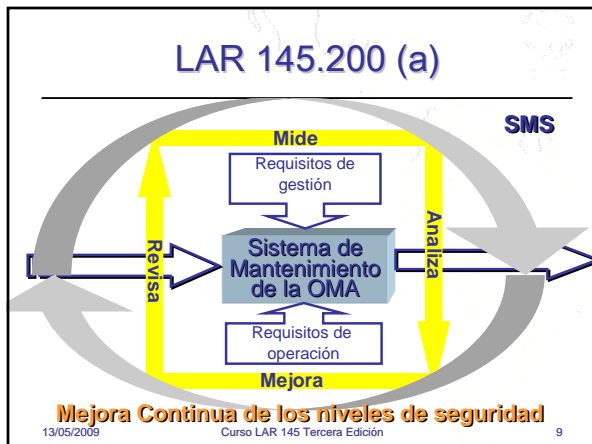 LAR 145.200 (a)
SMS
Mide
Requisitos de
gestión
Revisa
Analiza
Sistema de
Mantenimiento
de la OMA
Requisitos de
operación
Mejora
Mejora Continua de los niveles de seguridad
13/05/2009
Curso LAR 145 Tercera Edición
9